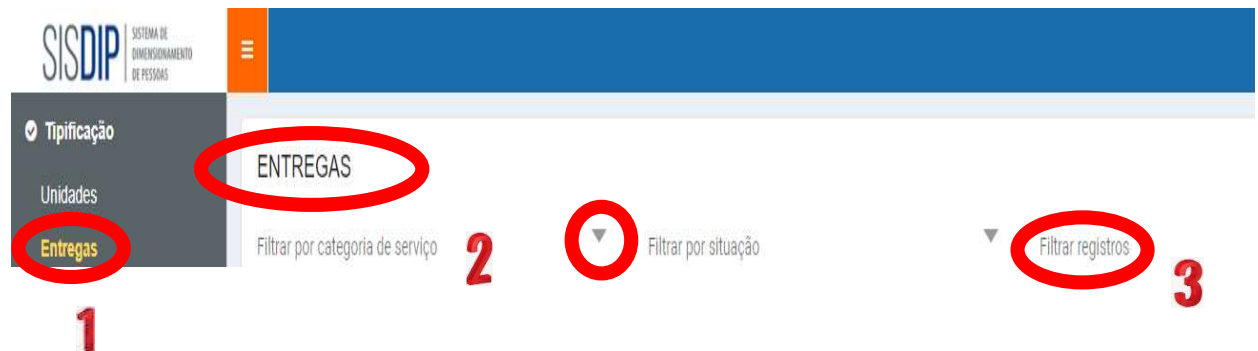 SISDIP
SISTEMA DE
DIMENSIONAMENTO
DE PESSOAS
Tipificação
Unidades
Entregas
1
ENTREGAS
Filtrar por categoria de serviço
2
Filtrar por situação
Filtrar registros
3